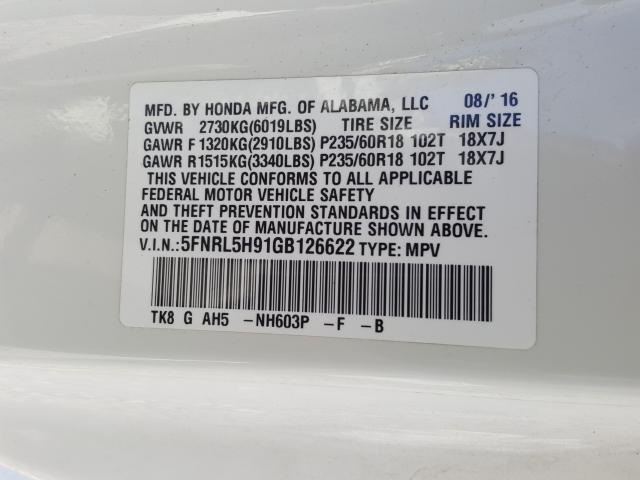 MFD. BY HONDA MFG. OF ALABAMA, LLC 08/'16
GVWR 2730KG(6019LBS) TIRE SIZE RIM SIZE
GAWR F 1320KG(2910LBS) P235/60R18 102T 18X7J
GAWR R 1515KG(3340LBS) P235/60R18 102T 18X7J
THIS VEHICLE CONFORMS TO ALL APPLICABLE
FEDERAL MOTOR VEHICLE SAFETY
AND THEFT PREVENTION STANDARDS IN EFFECT
ON THE DATE OF MANUFACTURE SHOWN ABOVE.
V.I.N.:5FNRL5H91GB126622 TYPE: MPV
TK8 G AH5 -NH603P -F -B